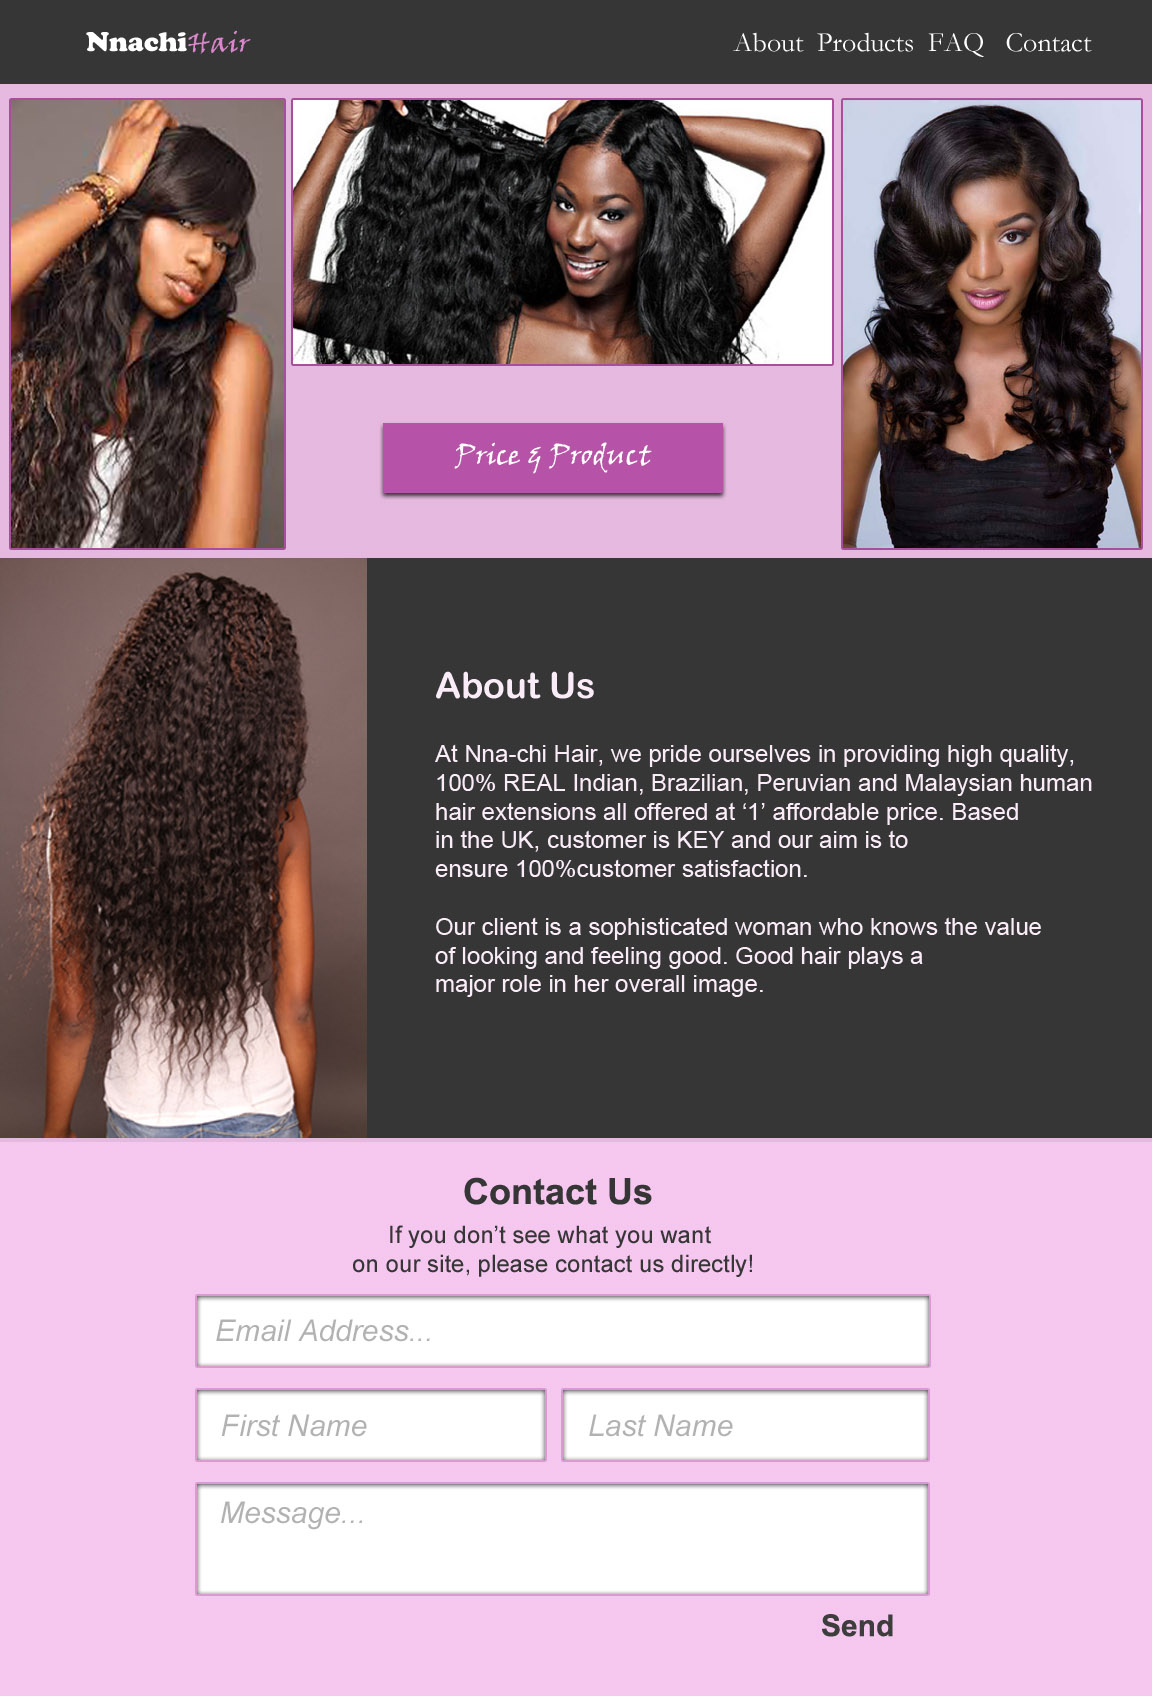 NnachiHair
About Products FAQ Contact
Price & Product
About Us
At Nna-chi Hair, we pride ourselves in providing high quality,
100% REAL Indian, Brazilian, Peruvian and Malaysian human
hair extensions all offered at ‘1’ affordable price. Based
in the UK, customer is KEY and our aim is to
ensure 100%customer satisfaction.
Our client is a sophisticated woman who knows the value
of looking and feeling good. Good hair plays a
major role in her overall image.
Contact Us
If you don’t see what you want
on our site, please contact us directly!
Email Address...
First Name
Last Name
Message...
Send